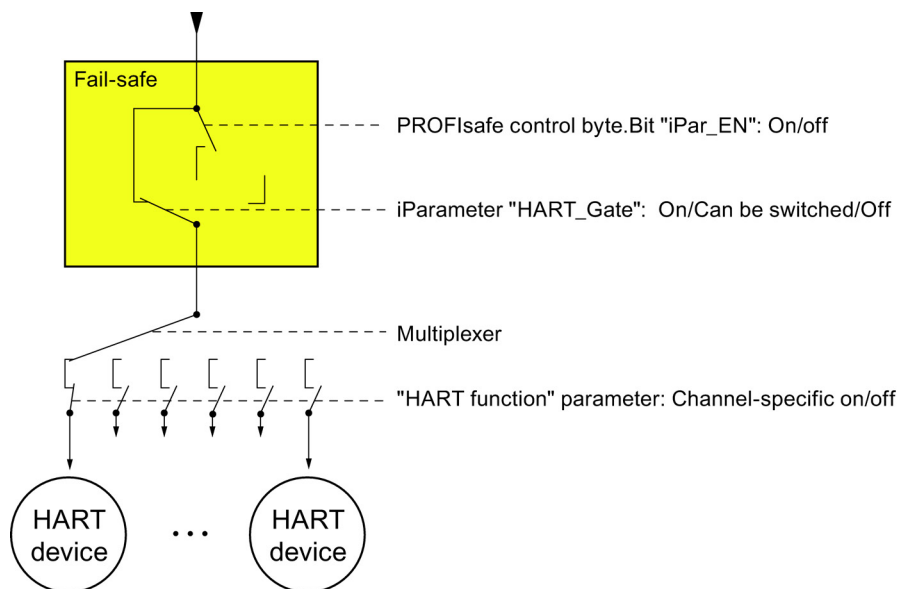 Fail-safe
PROFIsafe control byte.Bit "iPar_EN": On/off
iParameter "HART_Gate":  On/Can be switched/Off
Multiplexer
"HART function" parameter: Channel-specific on/off
HART
device
...
HART
device